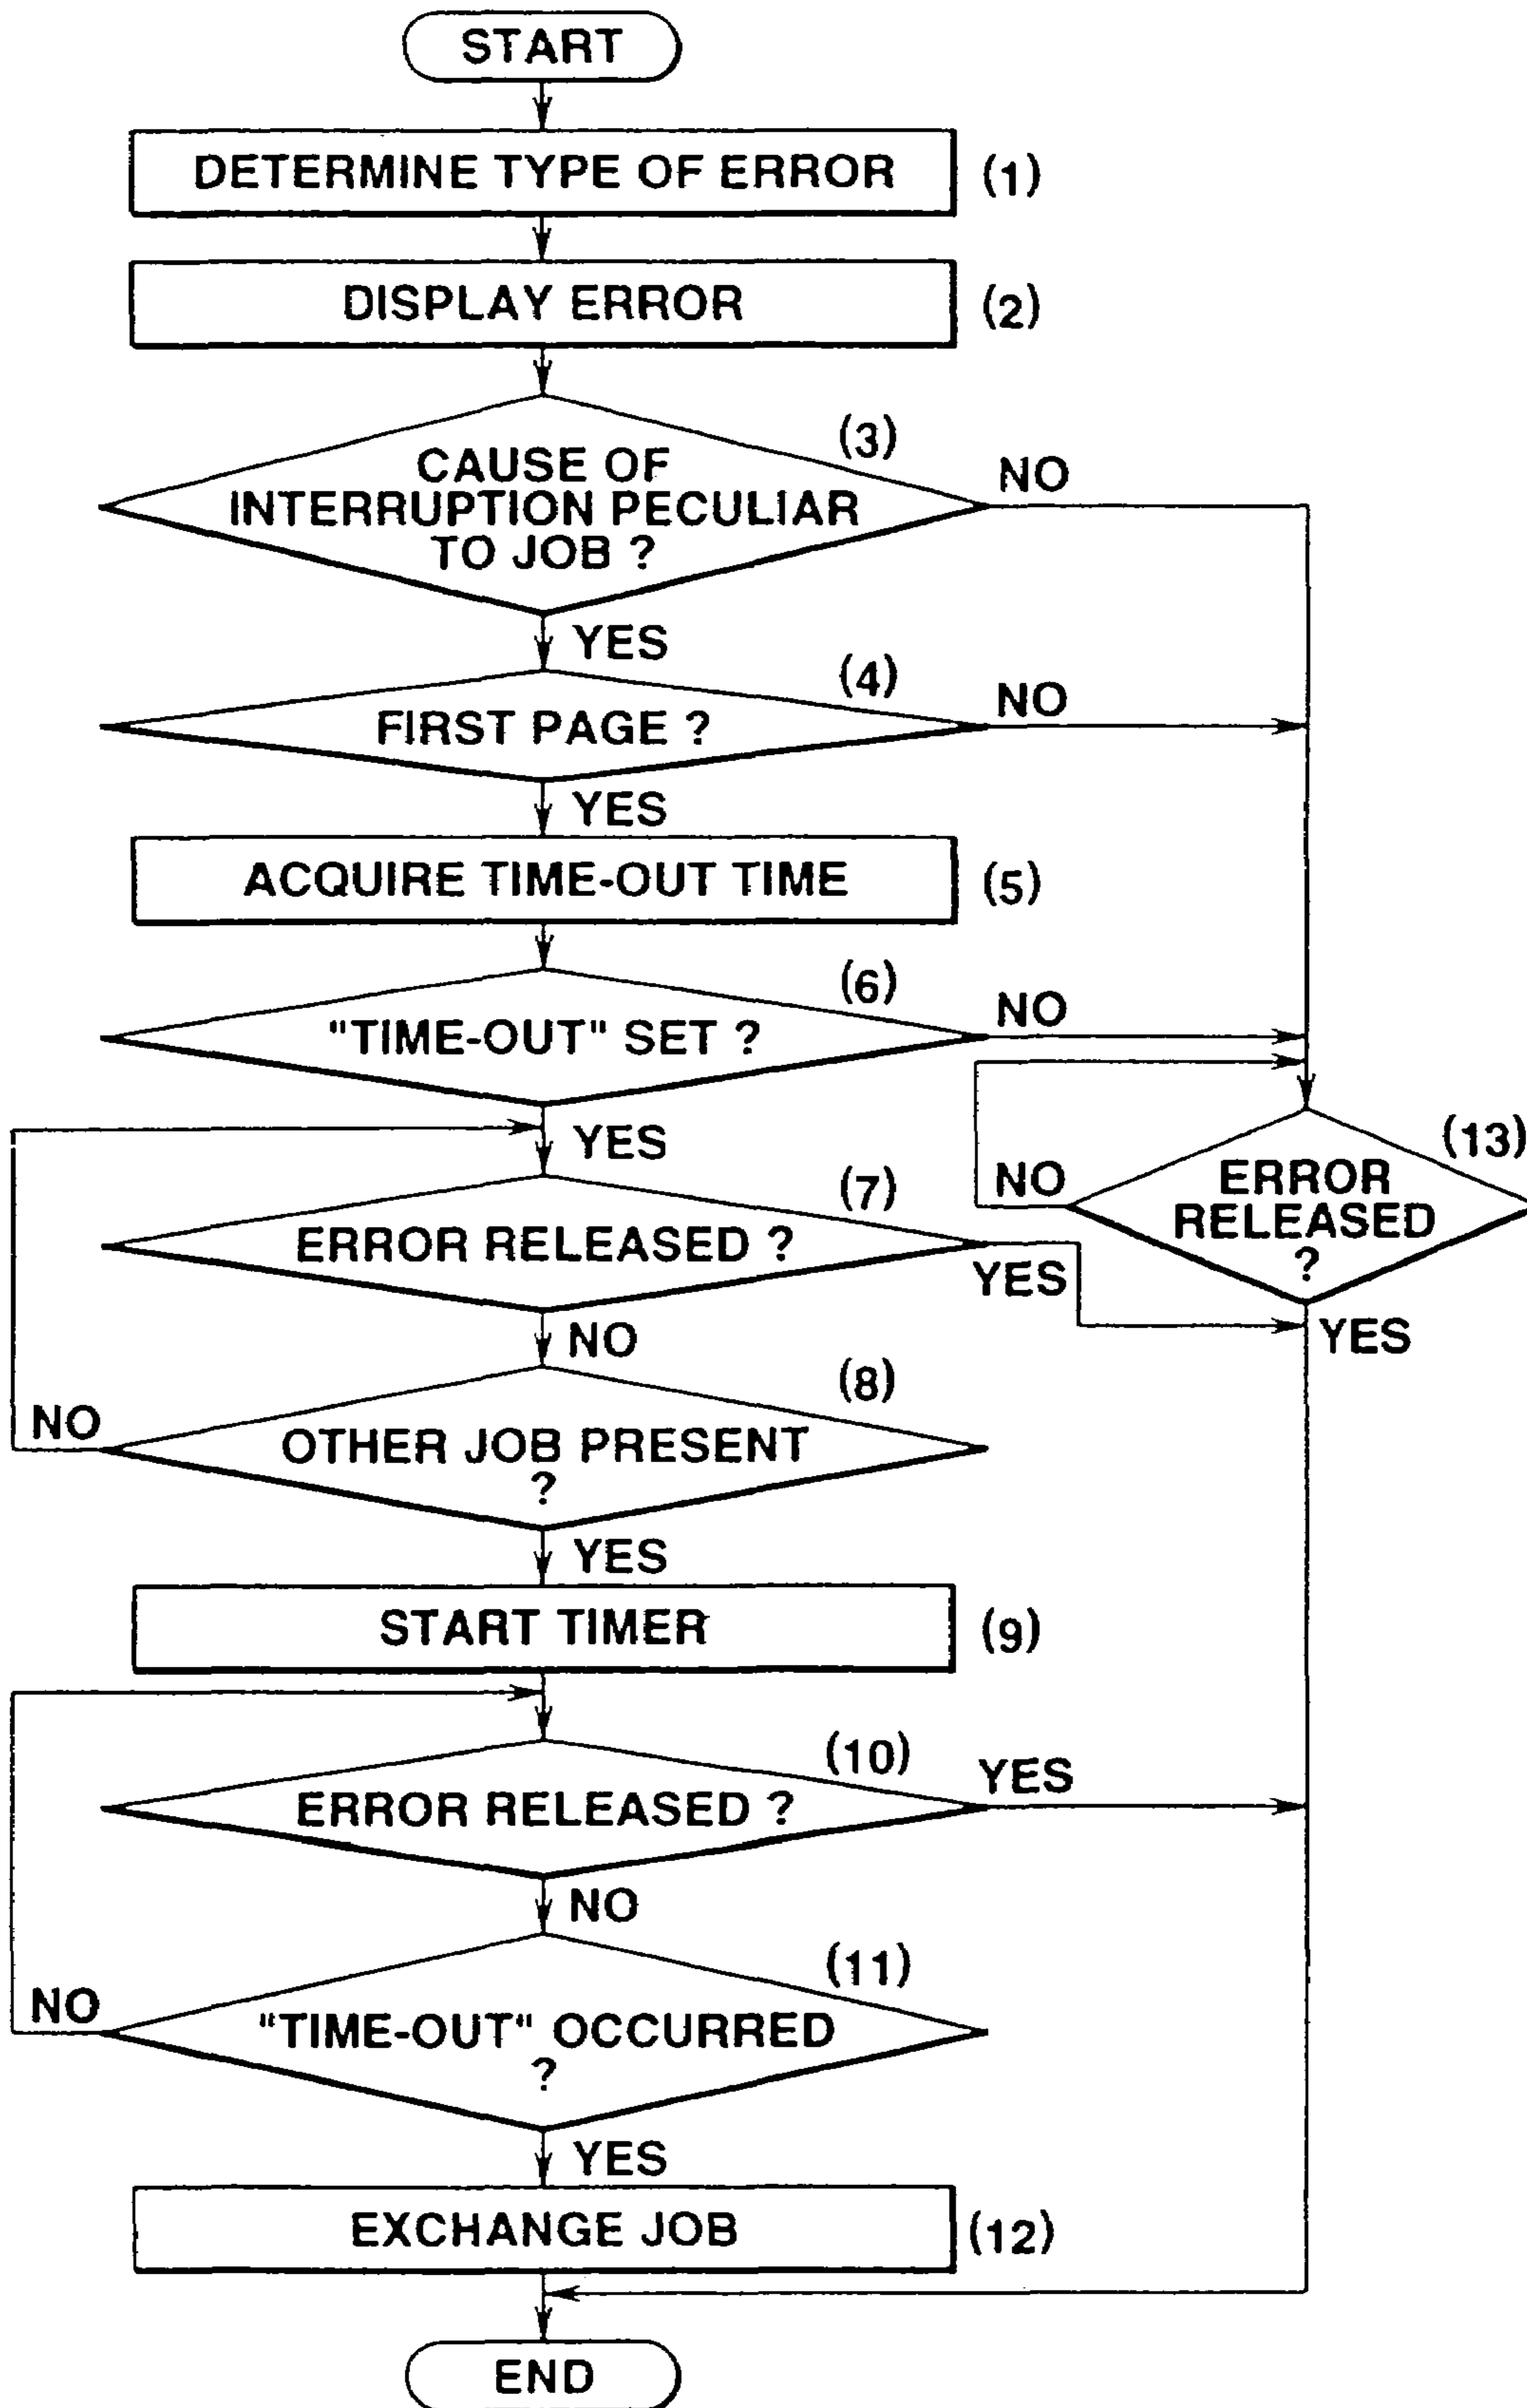 START
DETERMINE TYPE OF ERROR (1)
DISPLAY ERROR (2)
(3)
CAUSE OF
INTERRUPTION PECULIAR
TO JOB ?
NO
YES
(4)
FIRST PAGE ?
NO
YES
ACQUIRE TIME-OUT TIME (5)
(6)
"TIME-OUT" SET ?
NO
YES
(7)
ERROR RELEASED ?
YES
NO
(13)
ERROR
RELEASED
?
NO
YES
(8)
OTHER JOB PRESENT
?
NO
YES
START TIMER (9)
(10)
ERROR RELEASED ?
YES
NO
(11)
"TIME-OUT" OCCURRED
?
NO
YES
EXCHANGE JOB (12)
END